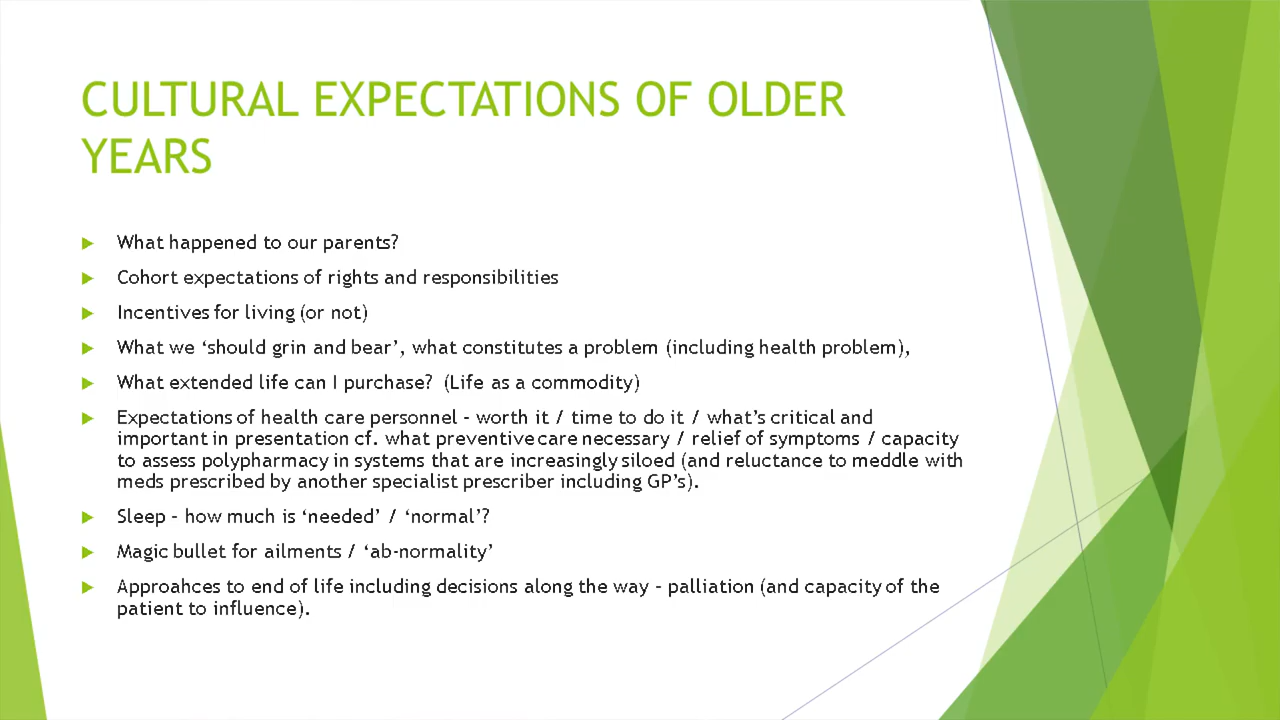 CULTURAL EXPECTATIONS OF OLDER
YEARS
What happened to our parents?
Cohort expectations of rights and responsibilities
Incentives for living (or not)
What we ‘should grin and bear’, what constitutes a problem (including health problem),
What extended life can I purchase? (Life as a commodity)
Expectations of health care personnel – worth it / time to do it / what’s critical and
important in presentation cf. what preventive care necessary / relief of symptoms / capacity
to assess polypharmacy in systems that are increasingly siloed (and reluctance to meddle with
meds prescribed by another specialist prescriber including GP’s).
Sleep – how much is ‘needed’ / ‘normal’?
Magic bullet for ailments / ‘ab-normality’
Approahces to end of life including decisions along the way – palliation (and capacity of the
patient to influence).